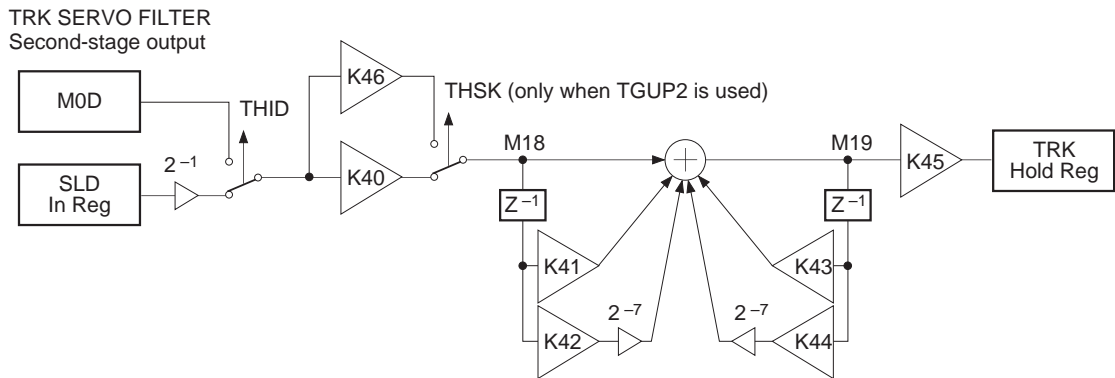 TRK SERVO FILTER
Second-stage output
M0D
SLD
In Reg
2⁻¹
THID
K46
K40
THSK (only when TGUP2 is used)
M18
Z⁻¹
K41
K42
2⁻⁷
M19
Z⁻¹
K43
2⁻⁷
K44
K45
TRK
Hold Reg